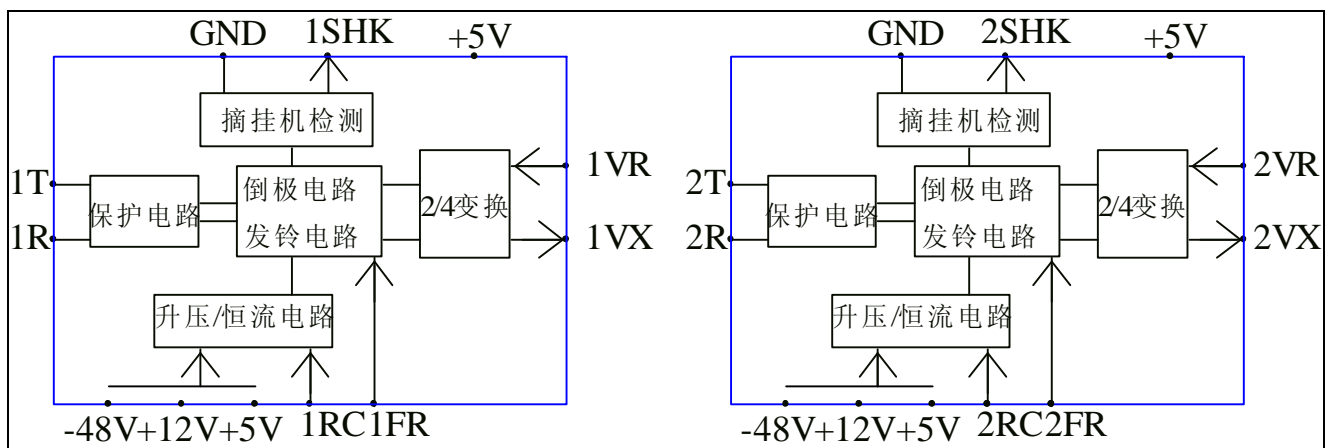 GND 1SHK +5V
摘挂机检测
1T
1R
保护电路
倒极电路
发铃电路
2/4变换
1VR
1VX
升压/恒流电路
-48V+12V+5V 1RC1FR
GND 2SHK +5V
摘挂机检测
2T
2R
保护电路
倒极电路
发铃电路
2/4变换
2VR
2VX
升压/恒流电路
-48V+12V+5V 2RC2FR